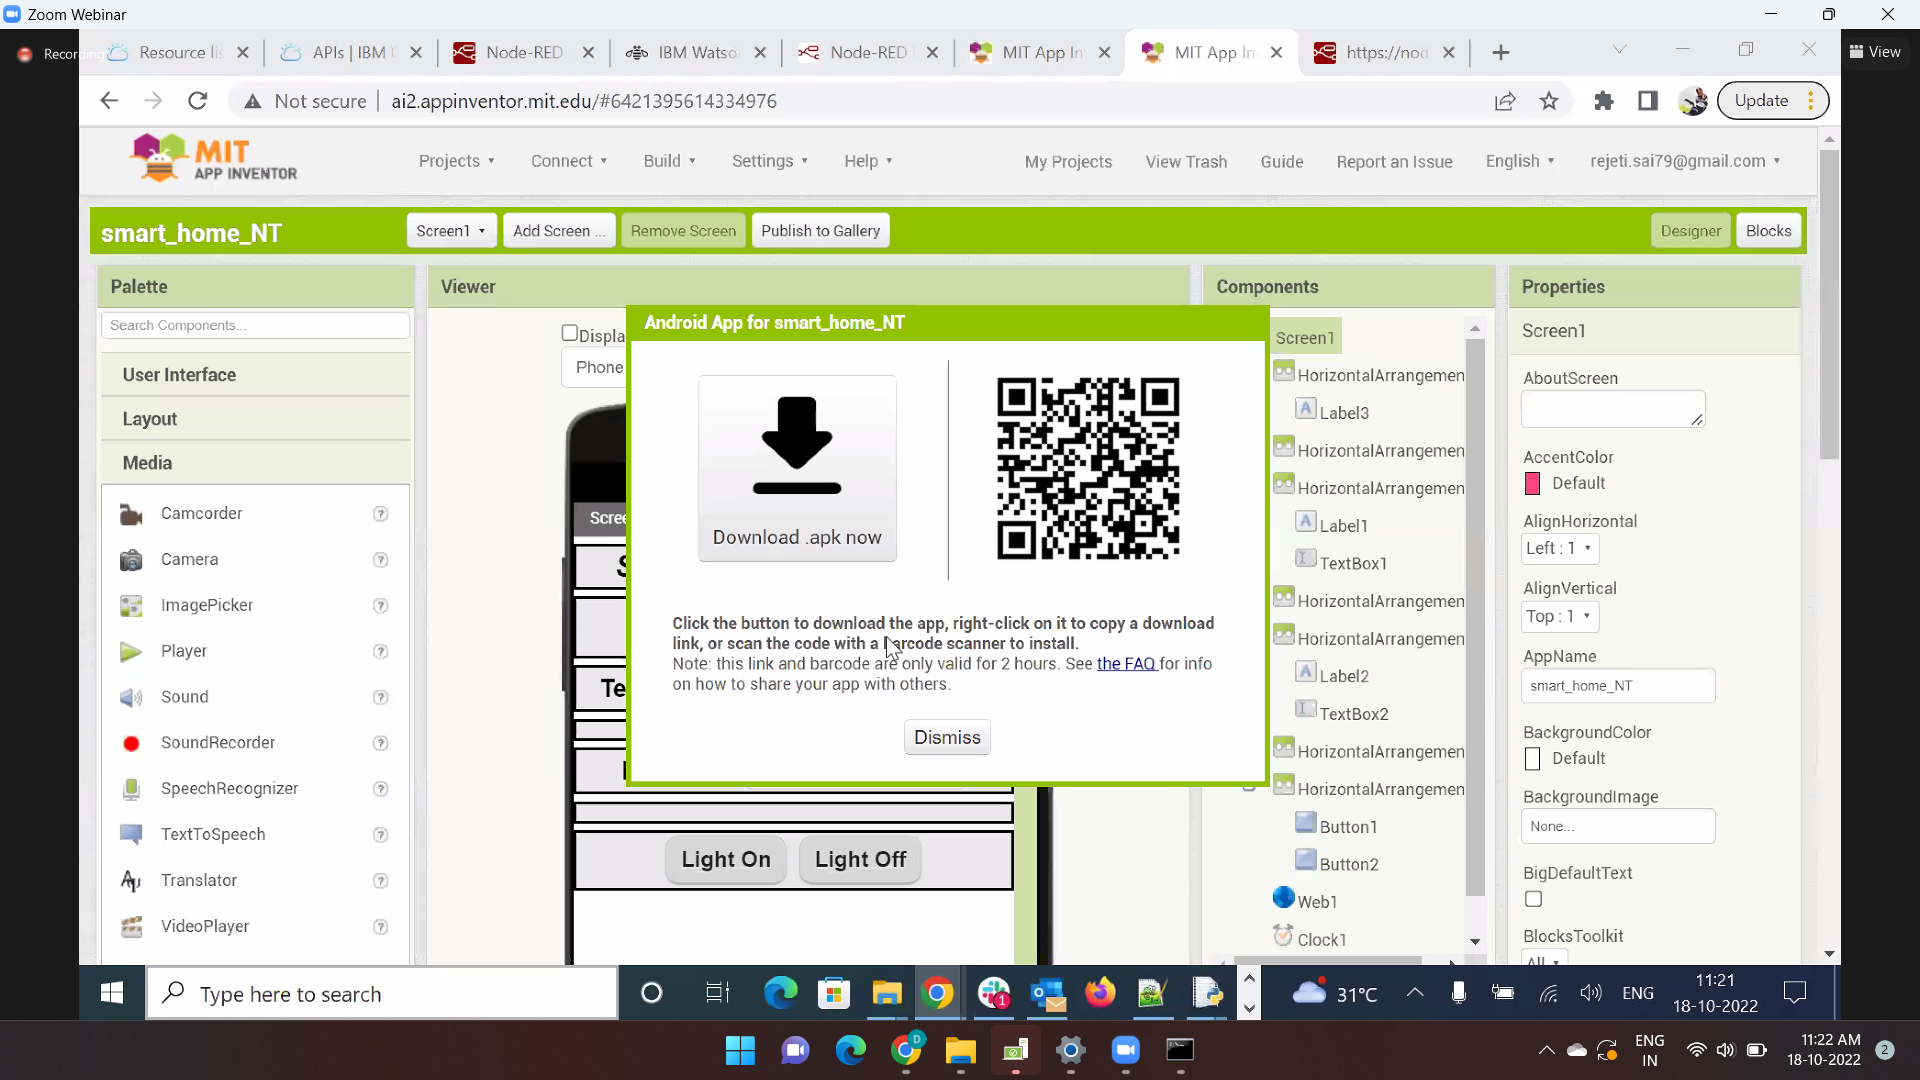 Zoom Webinar
Recording
Resource li
APIs | IBM
Node-RED
IBM Watso
Node-RED
MIT App In
MIT App In
https://nod
View
Not secure
ai2.appinventor.mit.edu/#6421395614334976
Update
MIT
APP INVENTOR
Projects
Connect
Build
Settings
Help
My Projects
View Trash
Guide
Report an Issue
English
rejeti.sai79@gmail.com
smart_home_NT
Screen1
Add Screen ...
Remove Screen
Publish to Gallery
Designer
Blocks
Palette
Search Components...
User Interface
Layout
Media
Camcorder
Camera
ImagePicker
Player
Sound
SoundRecorder
SpeechRecognizer
TextToSpeech
Translator
VideoPlayer
Viewer
Displa
Phone
Scree
Te
Light On
Light Off
Android App for smart_home_NT
Download .apk now
Click the button to download the app, right-click on it to copy a download
link, or scan the code with a barcode scanner to install.
Note: this link and barcode are only valid for 2 hours. See the FAQ for info
on how to share your app with others.
Dismiss
Components
Screen1
HorizontalArrangemen
Label3
HorizontalArrangemen
HorizontalArrangemen
Label1
TextBox1
HorizontalArrangemen
HorizontalArrangemen
Label2
TextBox2
HorizontalArrangemen
HorizontalArrangemen
Button1
Button2
Web1
Clock1
Properties
Screen1
AboutScreen
AccentColor
Default
AlignHorizontal
Left : 1
AlignVertical
Top : 1
AppName
smart_home_NT
BackgroundColor
Default
BackgroundImage
None...
BigDefaultText
BlocksToolkit
All
Type here to search
31°C
ENG
11:21
18-10-2022
ENG
IN
11:22 AM
18-10-2022
2